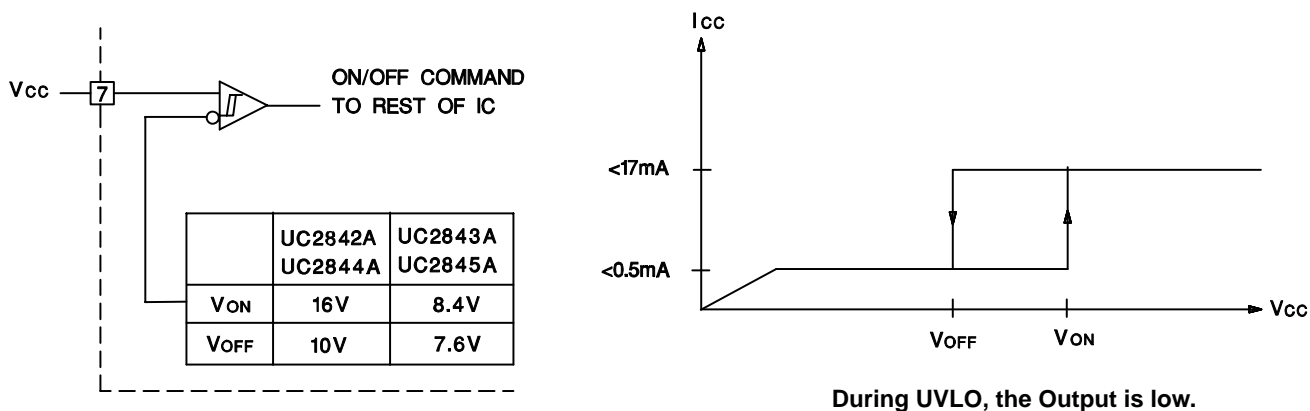 Vcc
7
ON/OFF COMMAND
TO REST OF IC
UC2842A UC2843A
UC2844A UC2845A
VON 16V 8.4V
VOFF 10V 7.6V
Icc
<17mA
<0.5mA
VOFF VON
Vcc
During UVLO, the Output is low.